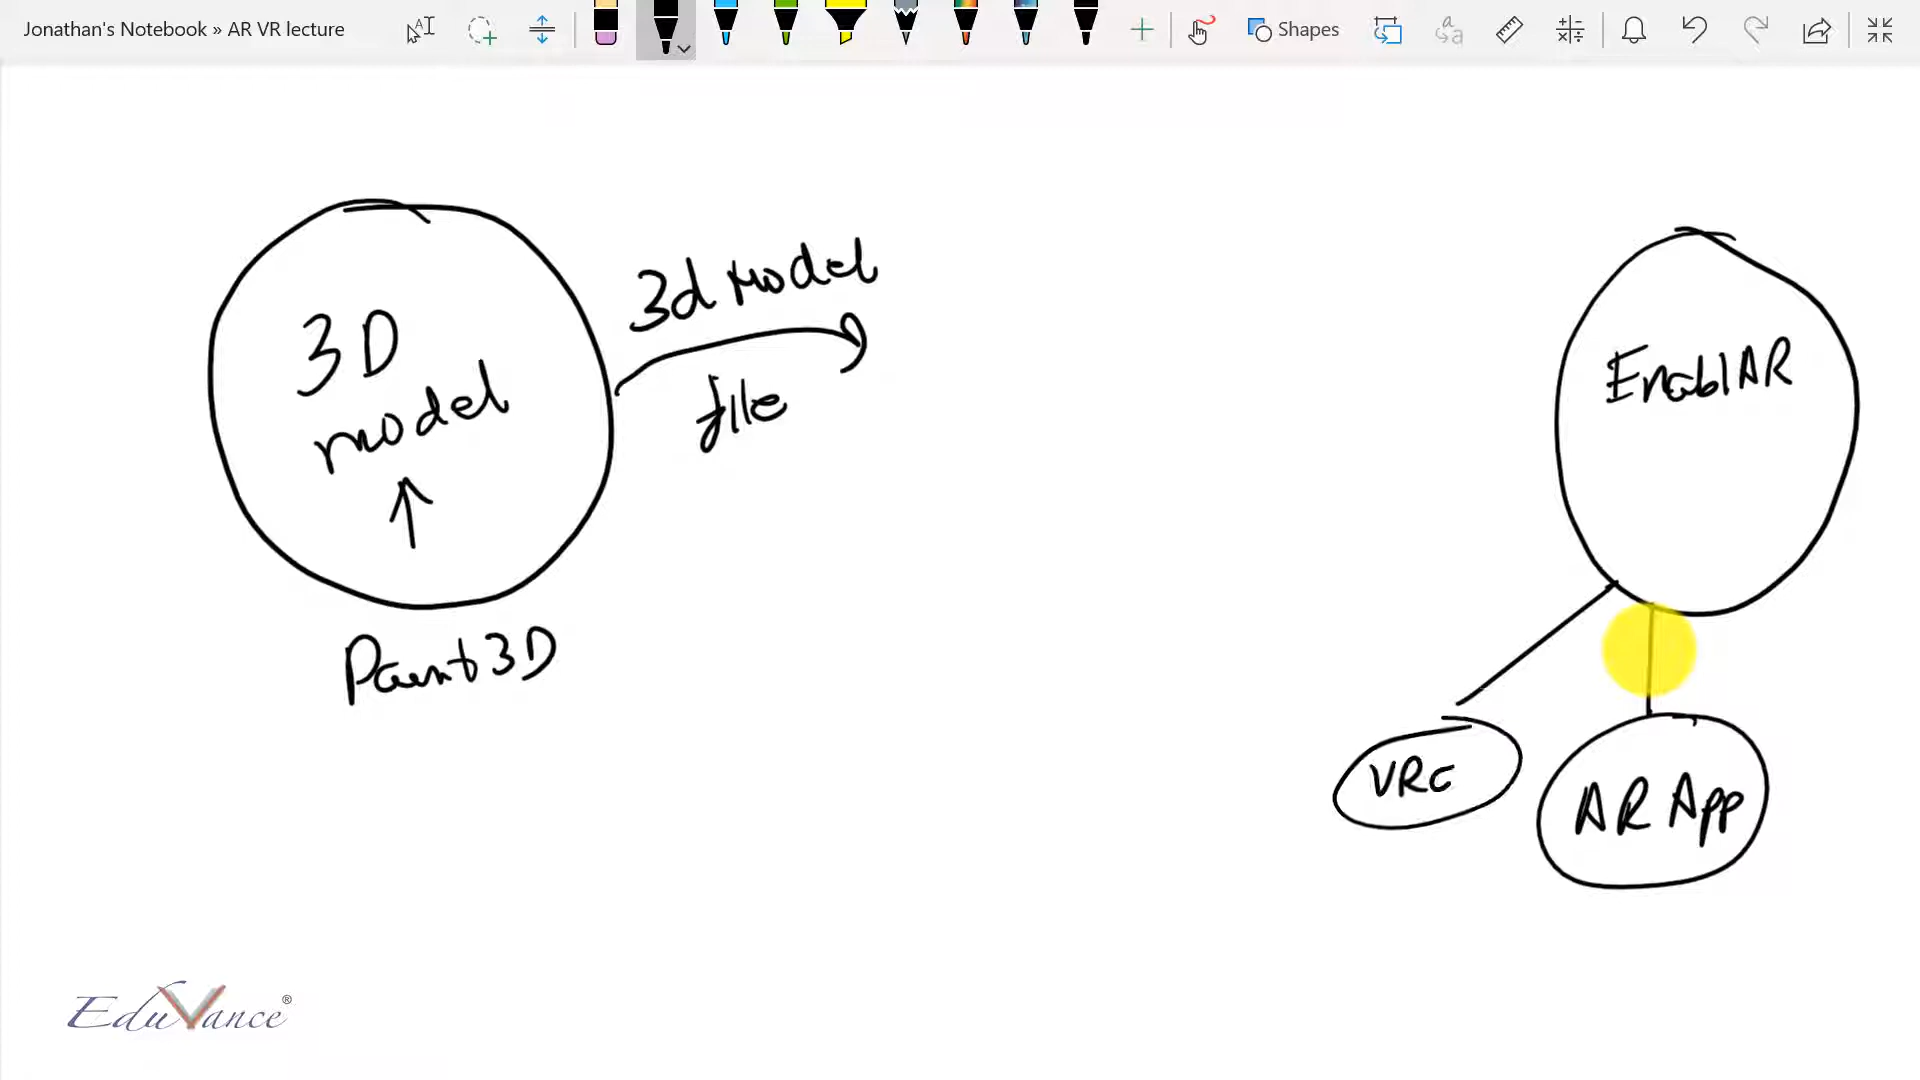 Jonathan's Notebook » AR VR lecture
Shapes
3D
model
↑
Paint3D
3d Model
file
EnablAR
VRC
AR App
EduVance®